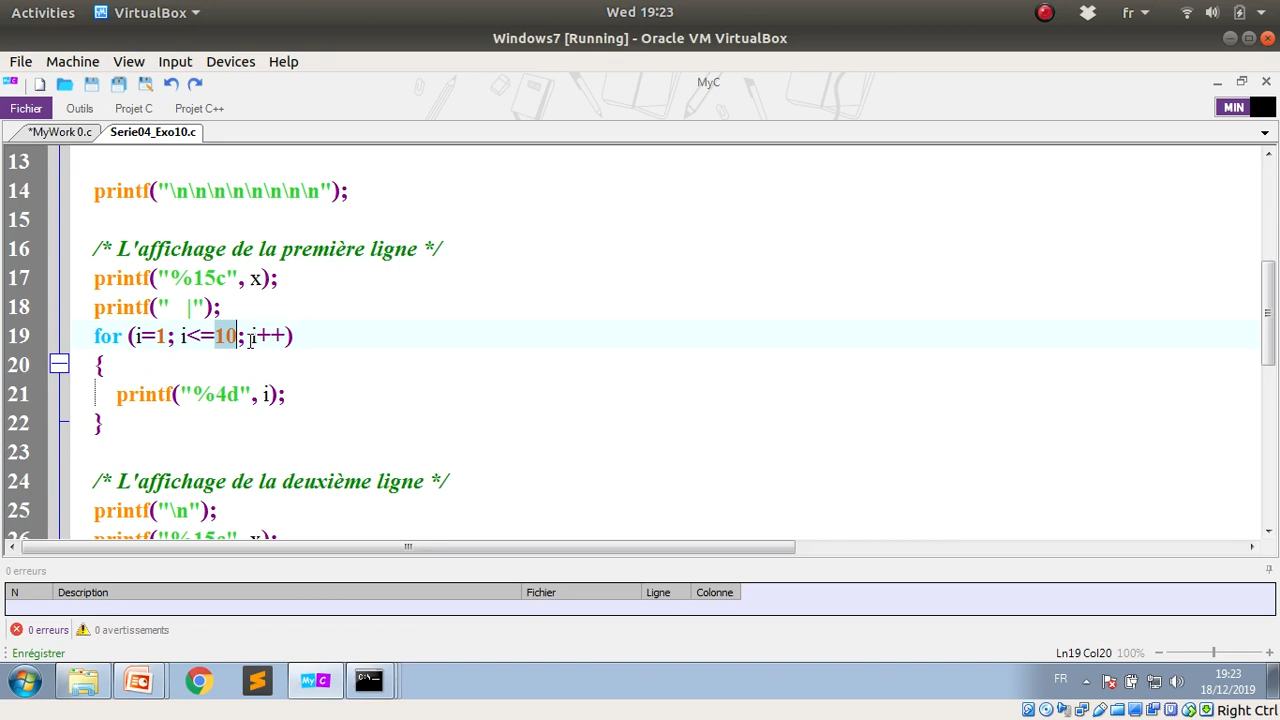 Activities VirtualBox Wed 19:23 fr
Windows7 [Running] - Oracle VM VirtualBox
File Machine View Input Devices Help
MyC
Fichier Outils Projet C Projet C++ MIN
*MyWork 0.c Serie04_Exo10.c
13
14 printf("\n\n\n\n\n\n\n\n");
15
16 /* L'affichage de la première ligne */
17 printf("%15c", x);
18 printf("   |");
19 for (i=1; i<=10; i++)
20 {
21 printf("%4d", i);
22 }
23
24 /* L'affichage de la deuxième ligne */
25 printf("\n");
26 printf("%15c", x);
0 erreurs
N Description Fichier Ligne Colonne
0 erreurs 0 avertissements
Enrégistrer Ln19 Col20 100%
MyC C:\. FR 19:23
18/12/2019
Right Ctrl